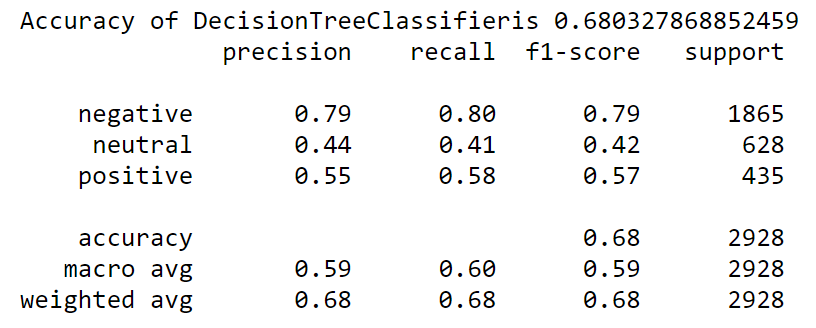 Accuracy of DecisionTreeClassifieris 0.680327868852459
precision recall f1-score support
negative 0.79 0.80 0.79 1865
neutral 0.44 0.41 0.42 628
positive 0.55 0.58 0.57 435
accuracy 0.68 2928
macro avg 0.59 0.60 0.59 2928
weighted avg 0.68 0.68 0.68 2928